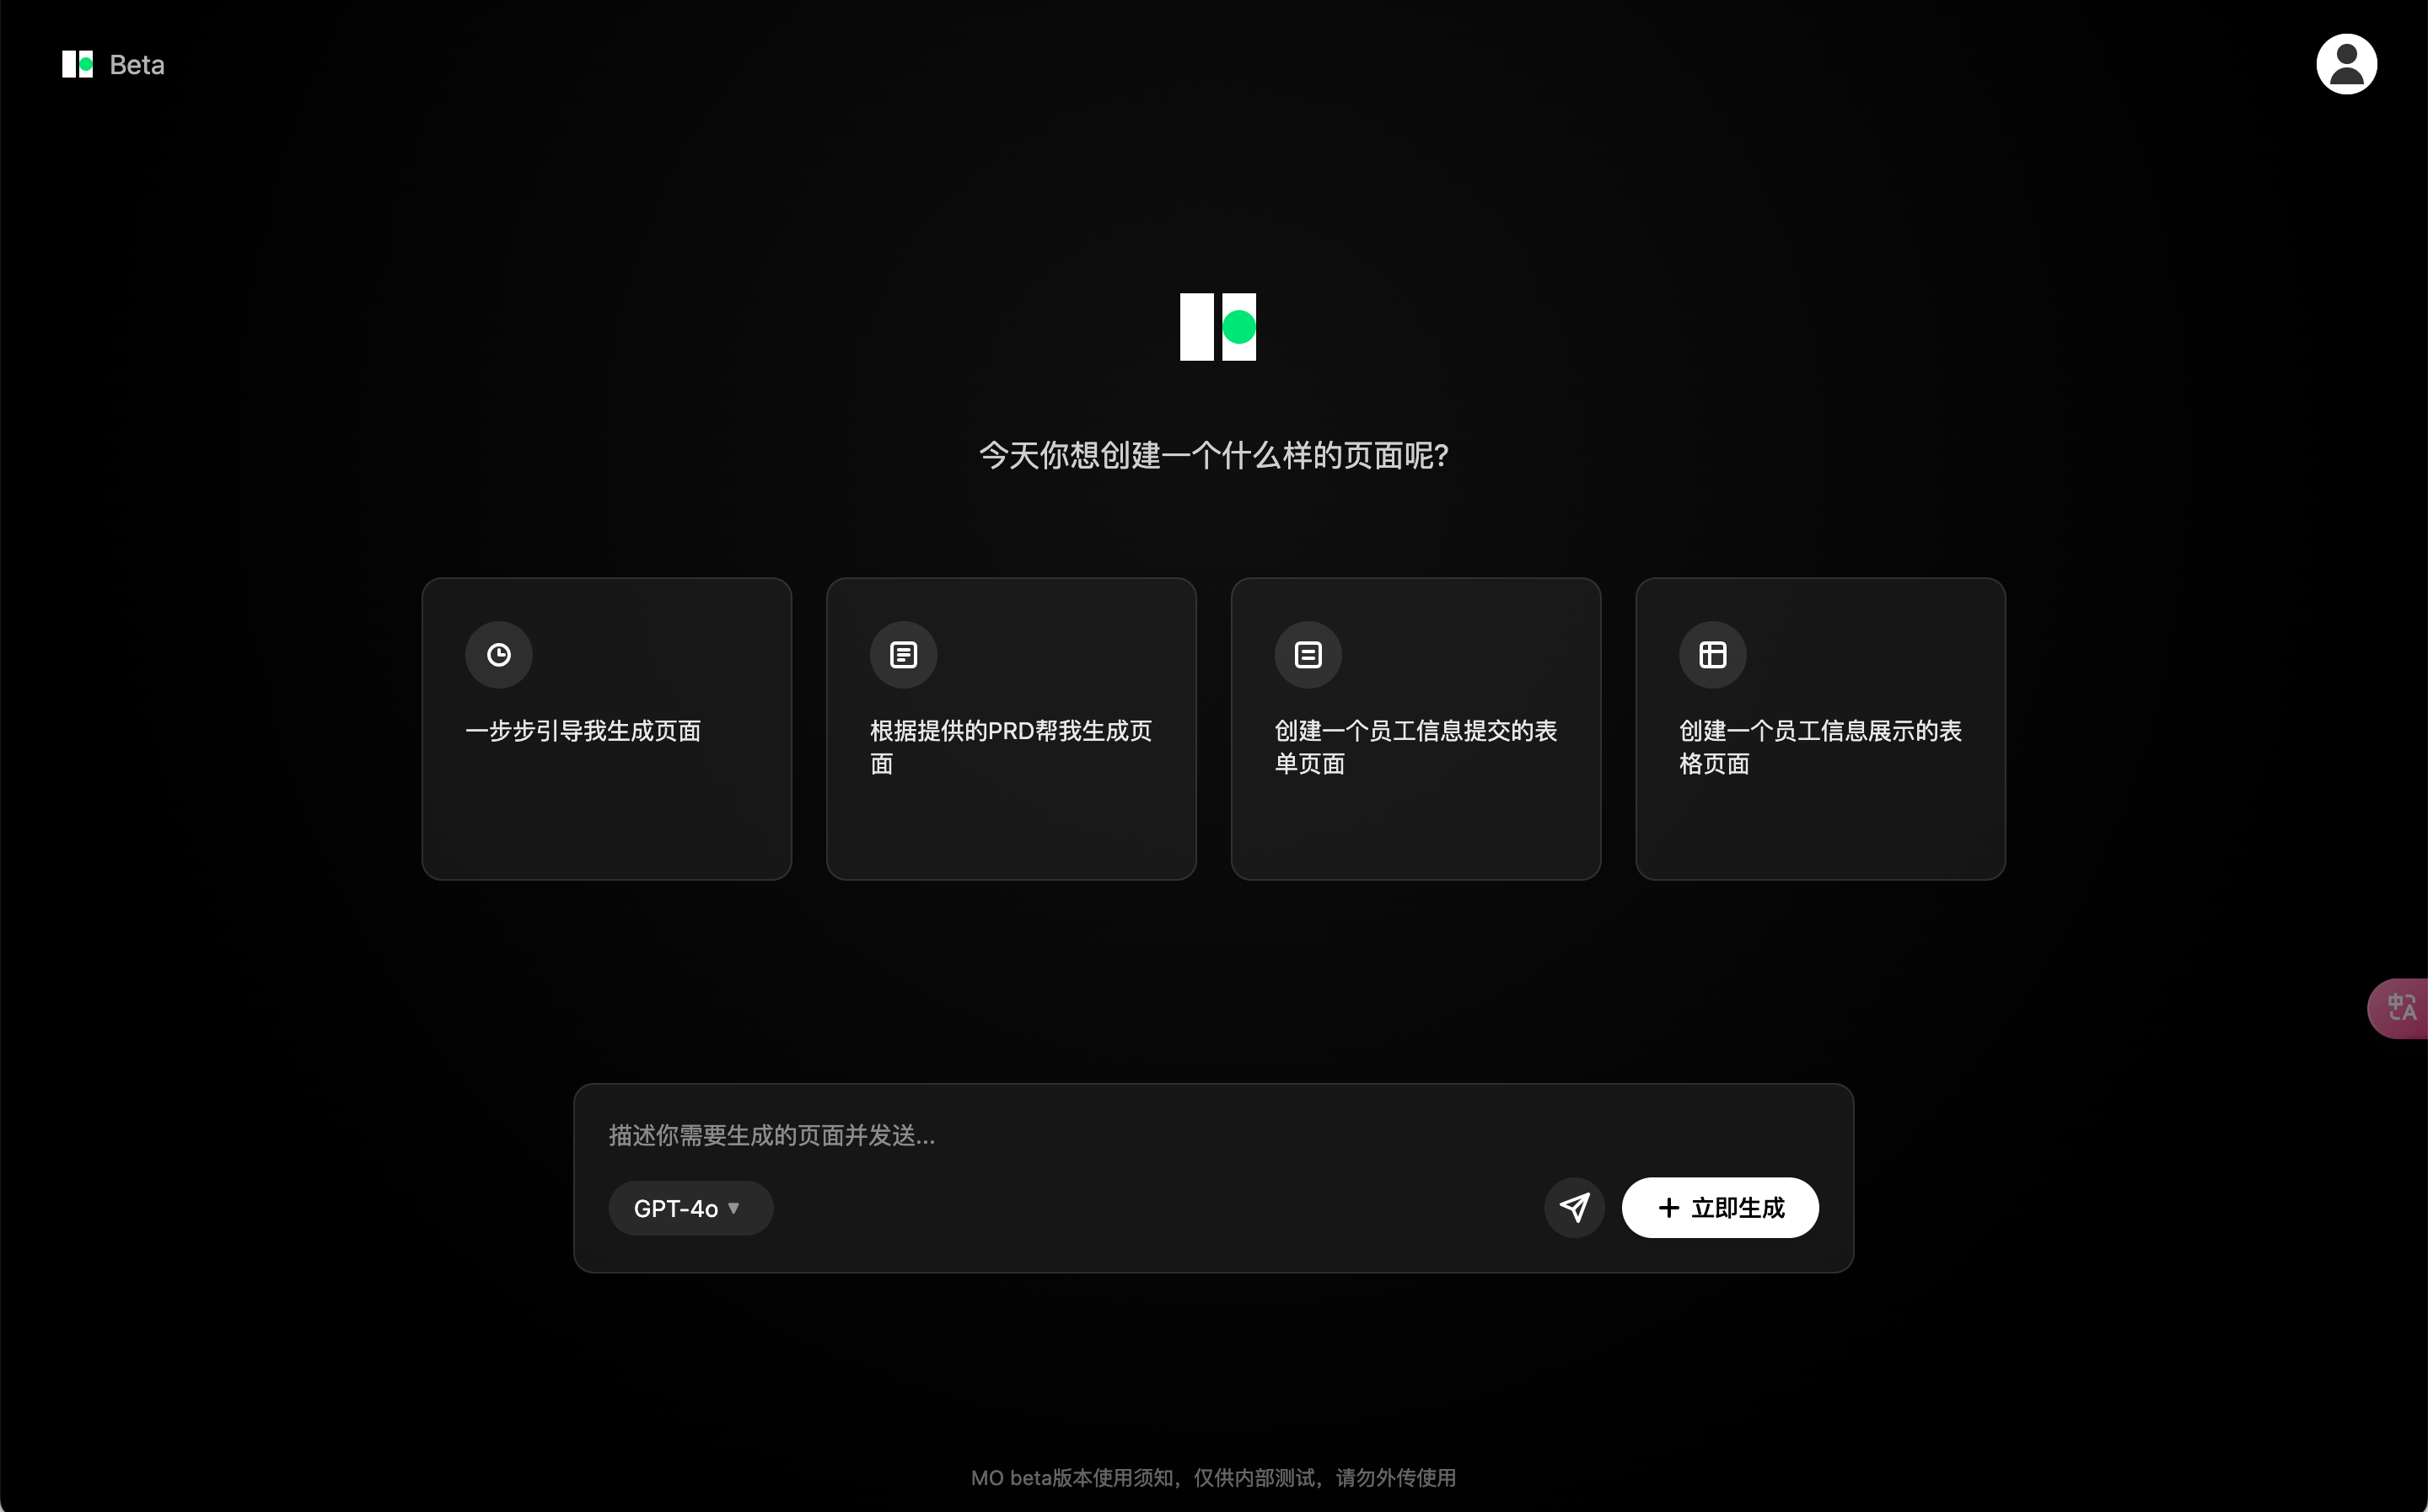 Beta
今天你想创建一个什么样的页面呢?
一步步引导我生成页面
根据提供的PRD帮我生成页
面
创建一个员工信息提交的表
单页面
创建一个员工信息展示的表
格页面
中A
描述你需要生成的页面并发送...
GPT-4o
立即生成
MO beta版本使用须知，仅供内部测试，请勿外传使用